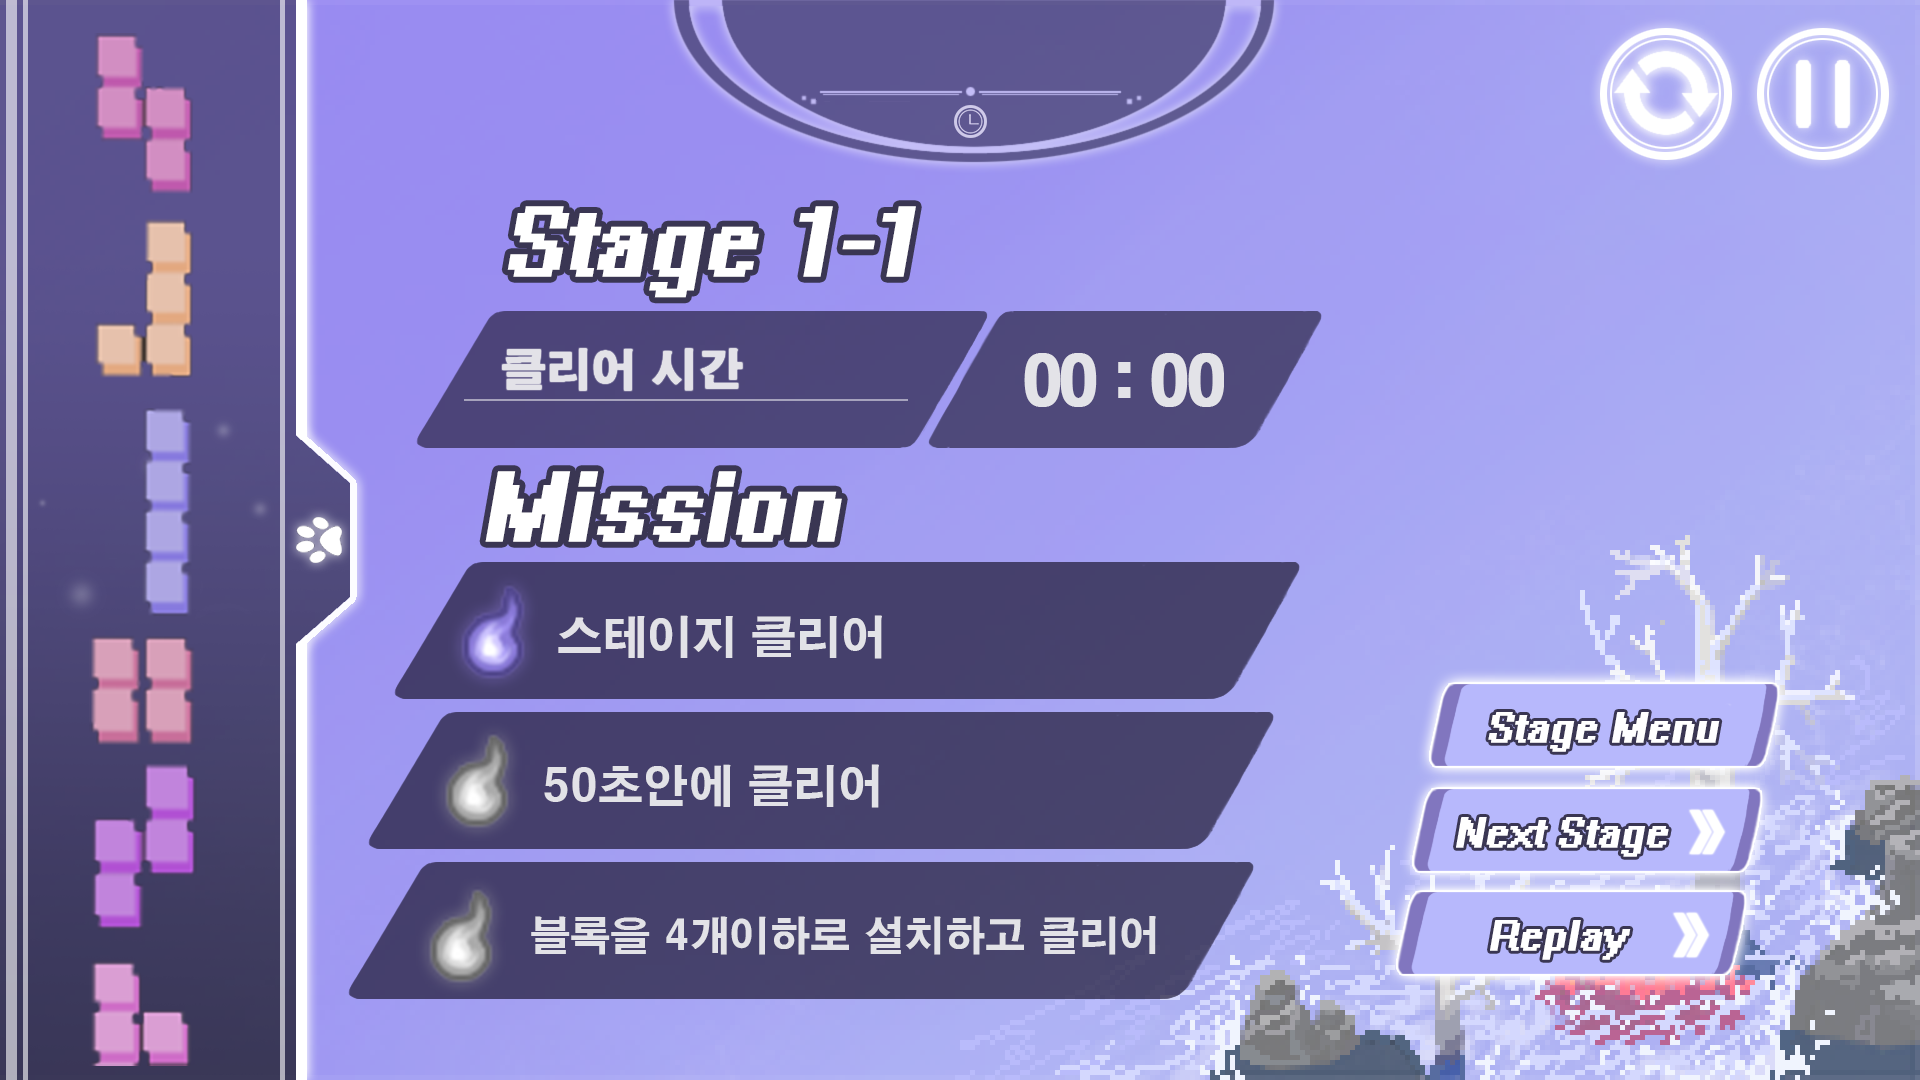 Stage 1-1
클리어 시간
00 : 00
Mission
스테이지 클리어
50초안에 클리어
블록을 4개이하로 설치하고 클리어
Stage Menu
Next Stage
Replay